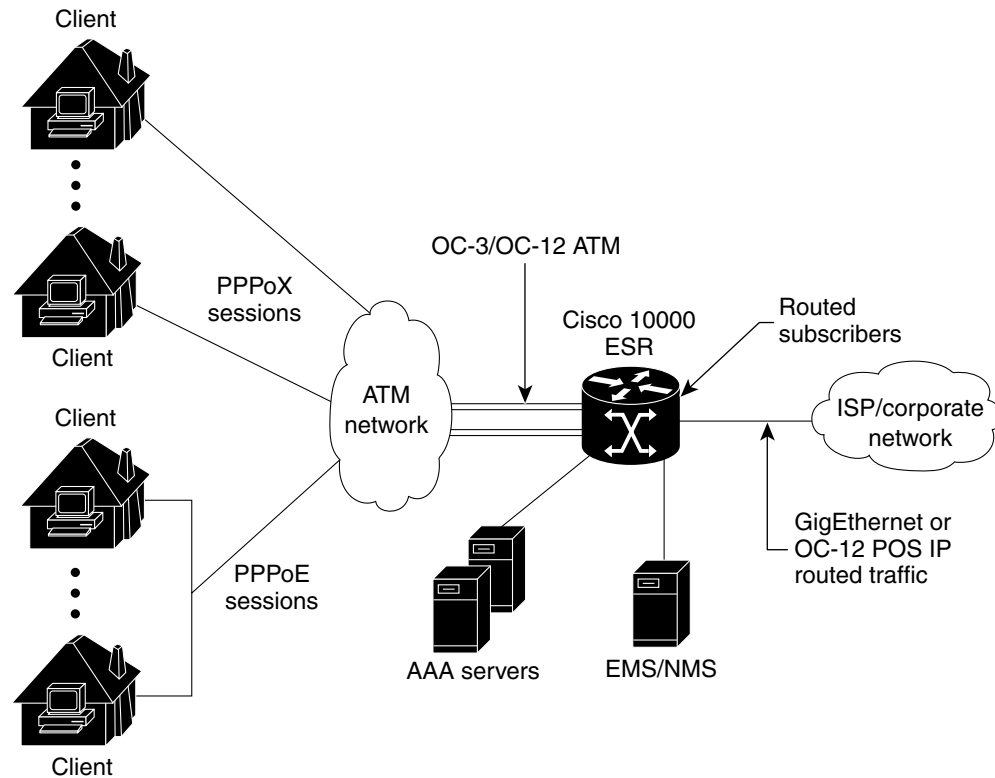 Client
Client
PPPoX
sessions
Client
PPPoE
sessions
Client
ATM
network
OC-3/OC-12 ATM
Cisco 10000
ESR
Routed
subscribers
ISP/corporate
network
GigEthernet or
OC-12 POS IP
routed traffic
AAA servers
EMS/NMS